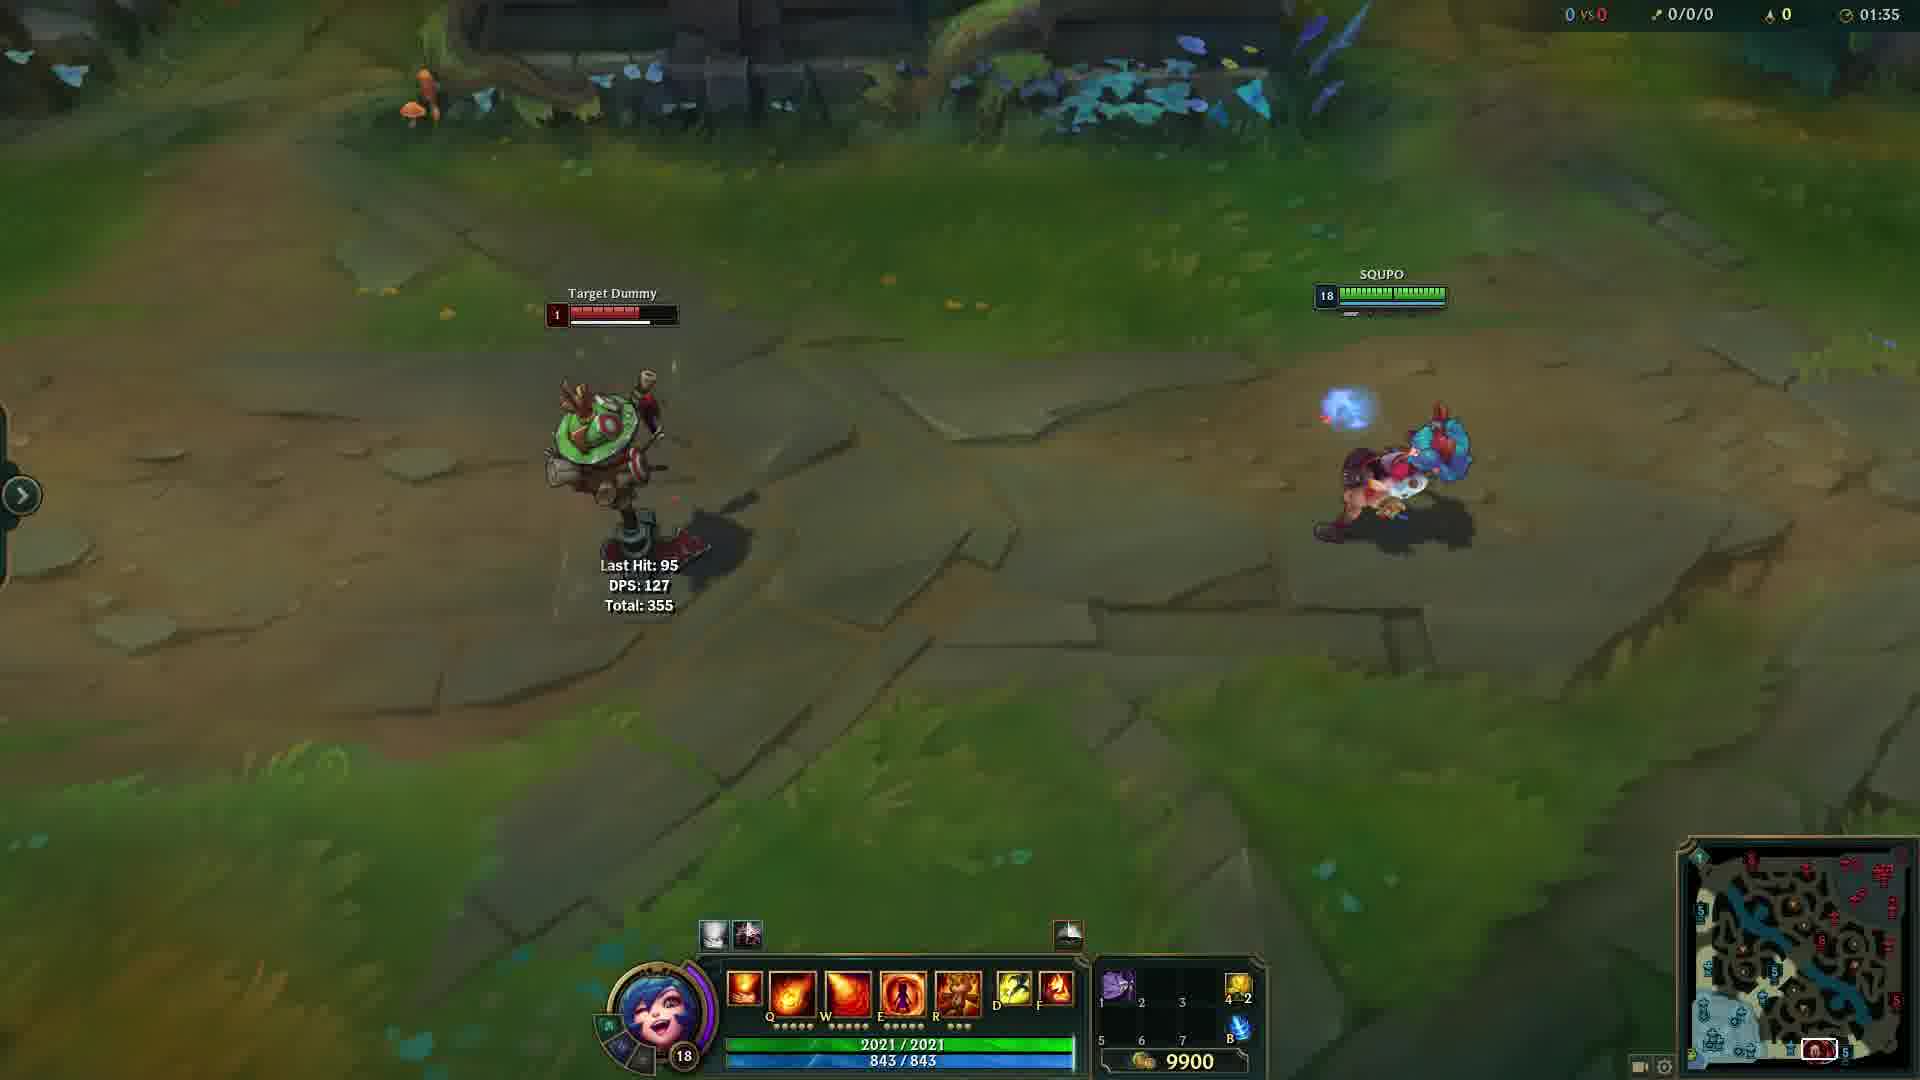 0 vs 0 0/0/0 0 01:35
SQUPO
18
Target Dummy
1
Last Hit: 95
DPS: 127
Total: 355
Q W E R D F
18
2021 / 2021
843 / 843
1 2 3 4 2
5 6 7 B
9900